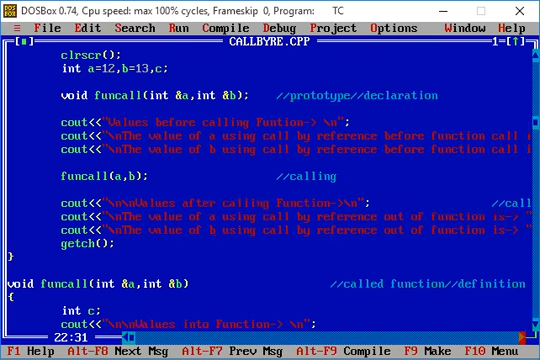 DOSBox 0.74, Cpu speed: max 100% cycles, Frameskip 0, Program: TC
≡ File Edit Search Run Compile Debug Project Options Window Help
[■] CALLBYRE.CPP 1=[↑]
clrscr();
int a=12,b=13,c;
void funcall(int &a,int &b); //prototype//declaration
cout<<"Values before calling Funtion-> \n";
cout<<"\nThe value of a using call by reference before function call i
cout<<"\nThe value of b using call by reference before function call i
funcall(a,b); //calling
cout<<"\n\nValues after calling Function->\n"; //call
cout<<"\nThe value of a using call by reference out of function is-> "
cout<<"\nThe value of b using call by reference out of function is-> "
getch();
}
void funcall(int &a,int &b) //called function//definition
{
int c;
cout<<"\n\nValues into Function-> \n";
22:31
F1 Help Alt-F8 Next Msg Alt-F7 Prev Msg Alt-F9 Compile F9 Make F10 Menu